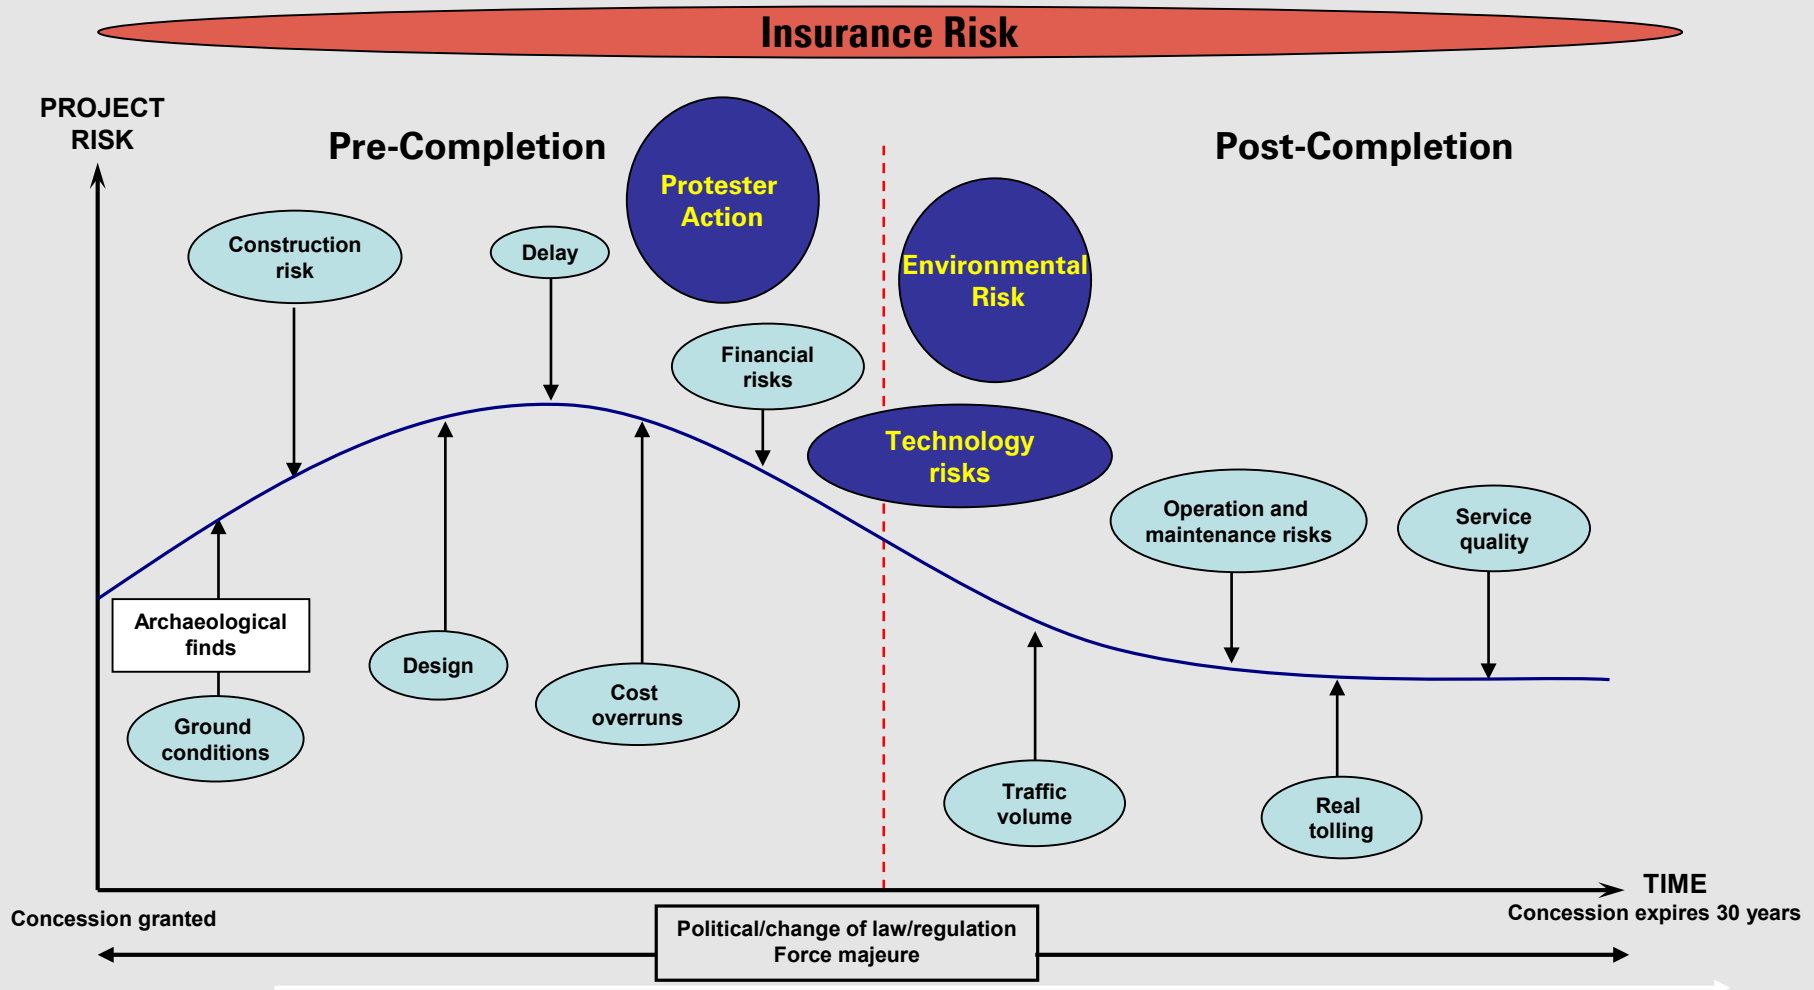 Insurance Risk
PROJECT
RISK
Pre-Completion
Post-Completion
Protester
Action
Construction
risk
Delay
Environmental
Risk
Financial
risks
Technology
risks
Operation and
maintenance risks
Service
quality
Archaeological
finds
Design
Cost
overruns
Ground
conditions
Traffic
volume
Real
tolling
TIME
Concession granted
Concession expires 30 years
Political/change of law/regulation
Force majeure